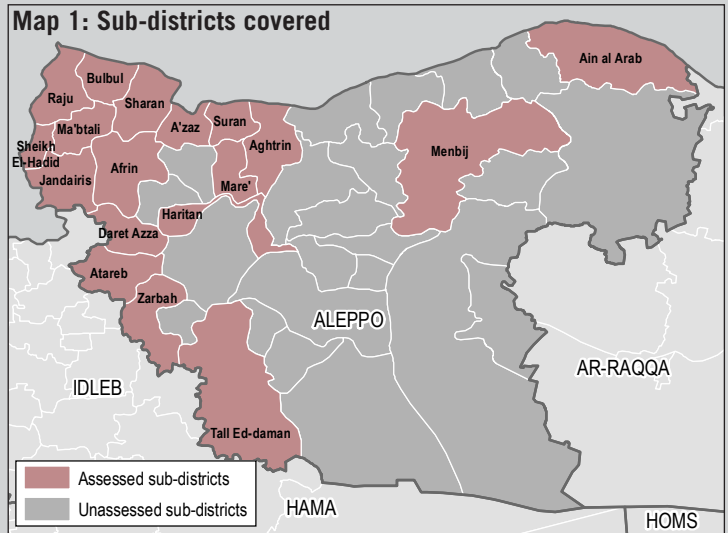 Map 1: Sub-districts covered
Ain al Arab
Bulbul
Raju
Sharan
A'zaz
Suran
Ma'btali
Aghtrin
Menbij
Sheikh
El-Hadid
Afrin
Jandairis
Mare'
Haritan
Daret Azza
Atareb
Zarbah
ALEPPO
AR-RAQQA
IDLEB
Tall Ed-daman
Assessed sub-districts
Unassessed sub-districts
HAMA
HOMS